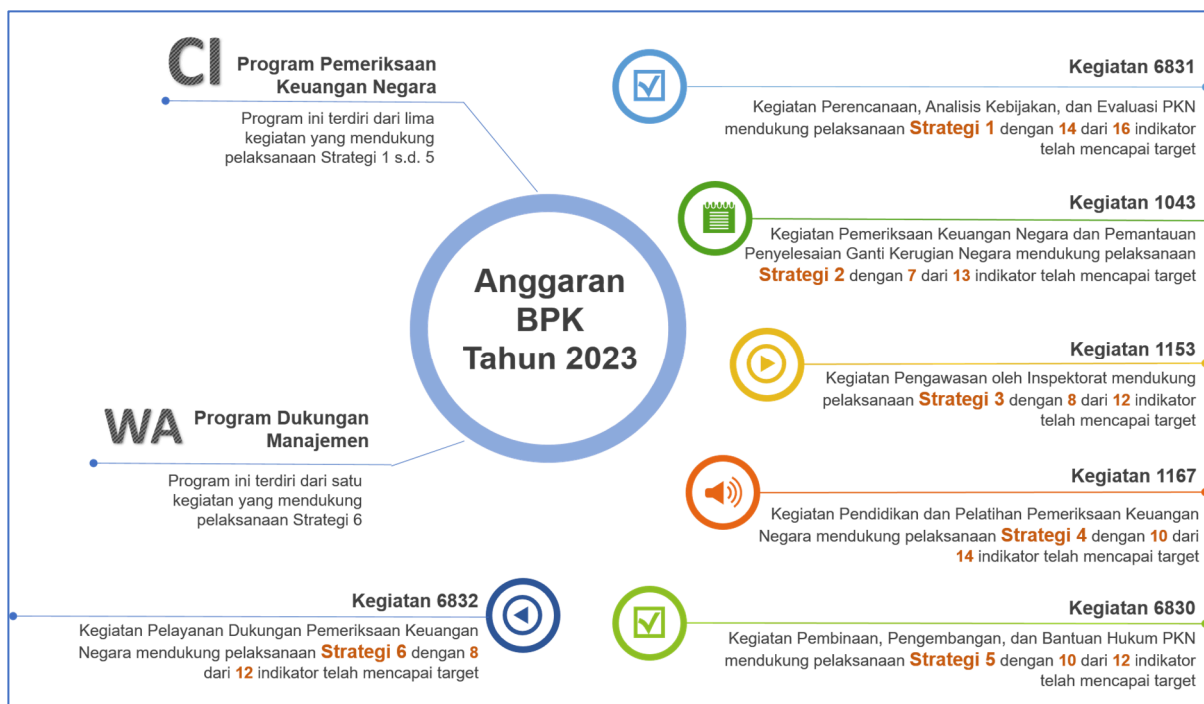 CI
Program Pemeriksaan
Keuangan Negara
Program ini terdiri dari lima
kegiatan yang mendukung
pelaksanaan Strategi 1 s.d. 5
Anggaran
BPK
Tahun 2023
WA
Program Dukungan
Manajemen
Program ini terdiri dari satu
kegiatan yang mendukung
pelaksanaan Strategi 6
Kegiatan 6831
Kegiatan Perencanaan, Analisis Kebijakan, dan Evaluasi PKN
mendukung pelaksanaan Strategi 1 dengan 14 dari 16 indikator
telah mencapai target
Kegiatan 1043
Kegiatan Pemeriksaan Keuangan Negara dan Pemantauan
Penyelesaian Ganti Kerugian Negara mendukung pelaksanaan
Strategi 2 dengan 7 dari 13 indikator telah mencapai target
Kegiatan 1153
Kegiatan Pengawasan oleh Inspektorat mendukung
pelaksanaan Strategi 3 dengan 8 dari 12 indikator
telah mencapai target
Kegiatan 1167
Kegiatan Pendidikan dan Pelatihan Pemeriksaan Keuangan
Negara mendukung pelaksanaan Strategi 4 dengan 10 dari
14 indikator telah mencapai target
Kegiatan 6830
Kegiatan Pembinaan, Pengembangan, dan Bantuan Hukum PKN
mendukung pelaksanaan Strategi 5 dengan 10 dari 12 indikator
telah mencapai target
Kegiatan 6832
Kegiatan Pelayanan Dukungan Pemeriksaan Keuangan
Negara mendukung pelaksanaan Strategi 6 dengan 8
dari 12 indikator telah mencapai target